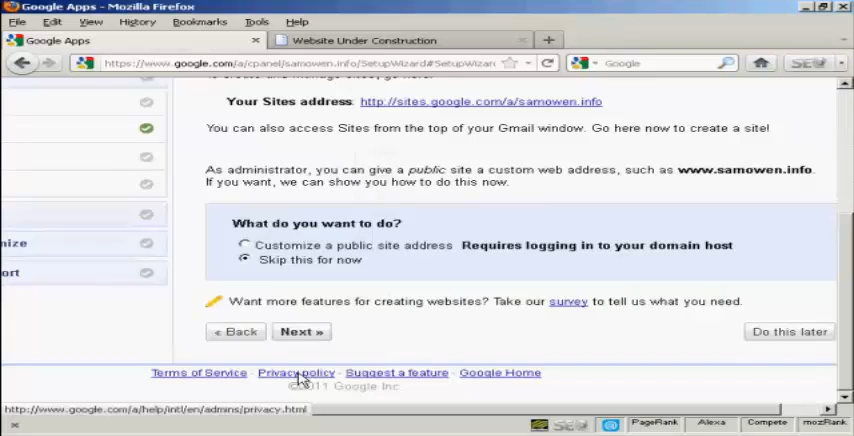 Google Apps - Mozilla Firefox
File Edit View History Bookmarks Tools Help
Google Apps × Website Under Construction × +
https://www.google.com/a/cpanel/samowen.info/SetupWizard#SetupWizar Google
Your Sites address: http://sites.google.com/a/samowen.info
You can also access Sites from the top of your Gmail window. Go here now to create a site!
As administrator, you can give a public site a custom web address, such as www.samowen.info.
If you want, we can show you how to do this now.
What do you want to do?
Customize a public site address Requires logging in to your domain host
nize
Skip this for now
ort
Want more features for creating websites? Take our survey to tell us what you need.
« Back Next » Do this later
Terms of Service - Privacy policy - Suggest a feature - Google Home
©2011 Google Inc
http://www.google.com/a/help/intl/en/admins/privacy.html
× SEO @ PageRank Alexa Compete mozRank